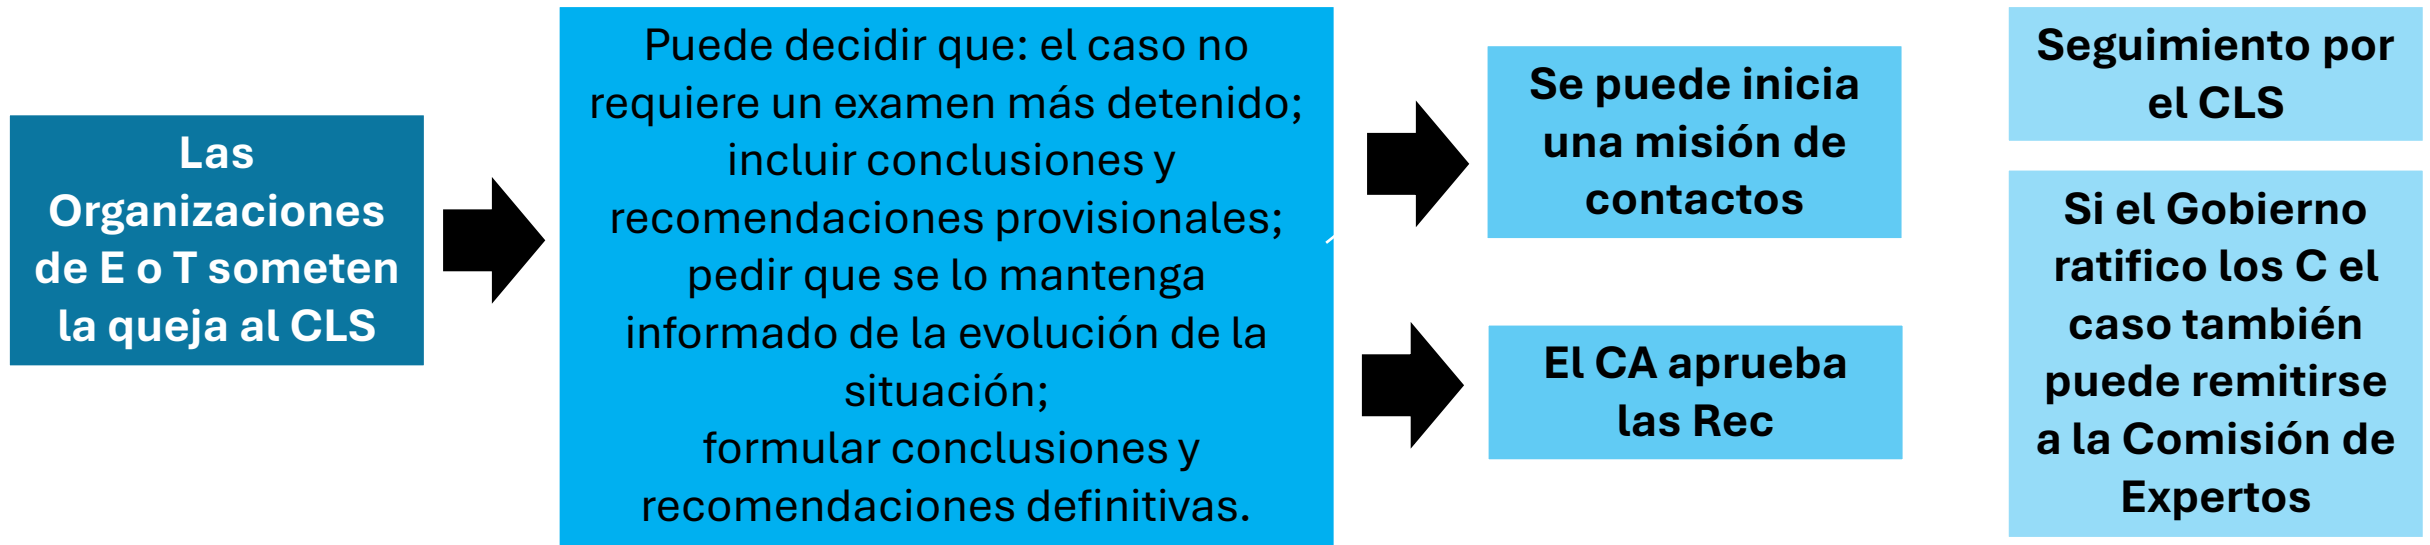 Las
Organizaciones
de E o T someten
la queja al CLS
Puede decidir que: el caso no
requiere un examen más detenido;
incluir conclusiones y
recomendaciones provisionales;
pedir que se lo mantenga
informado de la evolución de la
situación;
formular conclusiones y
recomendaciones definitivas.
Se puede inicia
una misión de
contactos
El CA aprueba
las Rec
Seguimiento por
el CLS
Si el Gobierno
ratifico los C el
caso también
puede remitirse
a la Comisión de
Expertos